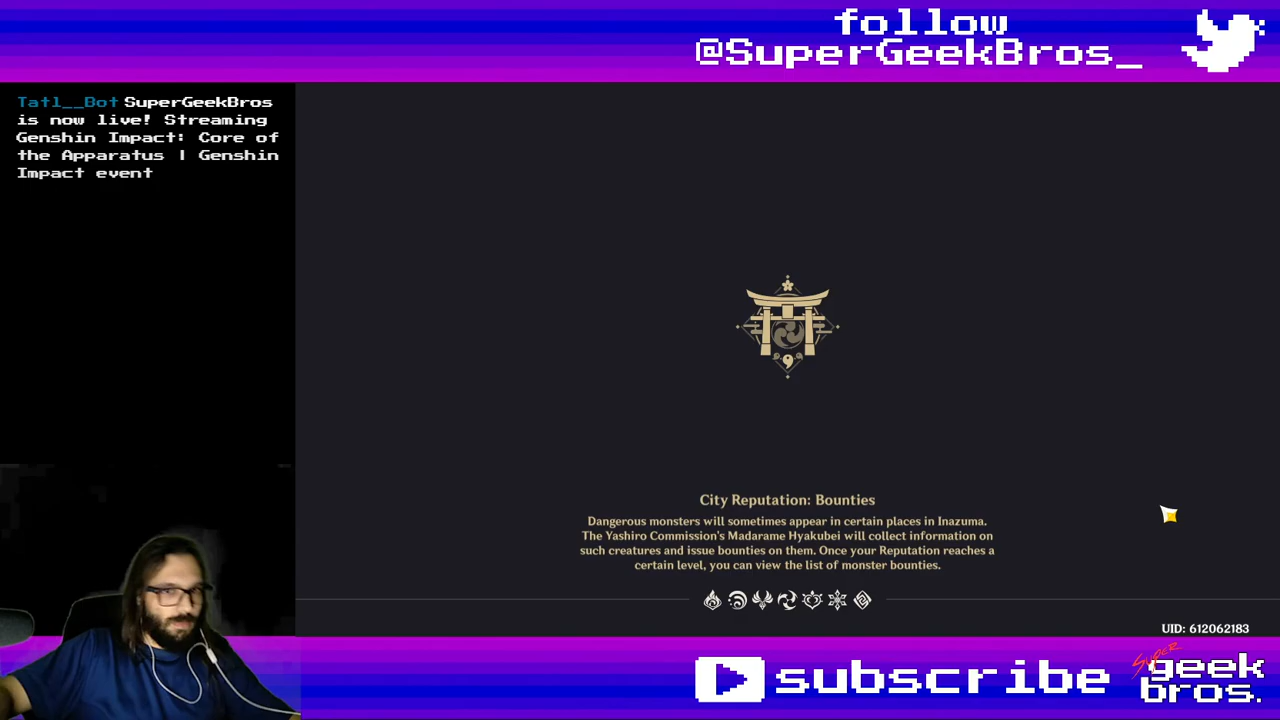 follow
@SuperGeekBros_
Tatl__Bot SuperGeekBros
is now live! Streaming
Genshin Impact: Core of
the Apparatus | Genshin
Impact event
City Reputation: Bounties
Dangerous monsters will sometimes appear in certain places in Inazuma.
The Yashiro Commission's Madarame Hyakubei will collect information on
such creatures and issue bounties on them. Once your Reputation reaches a
certain level, you can view the list of monster bounties.
UID: 612062183
subscribe
SUPER
geek
bros.